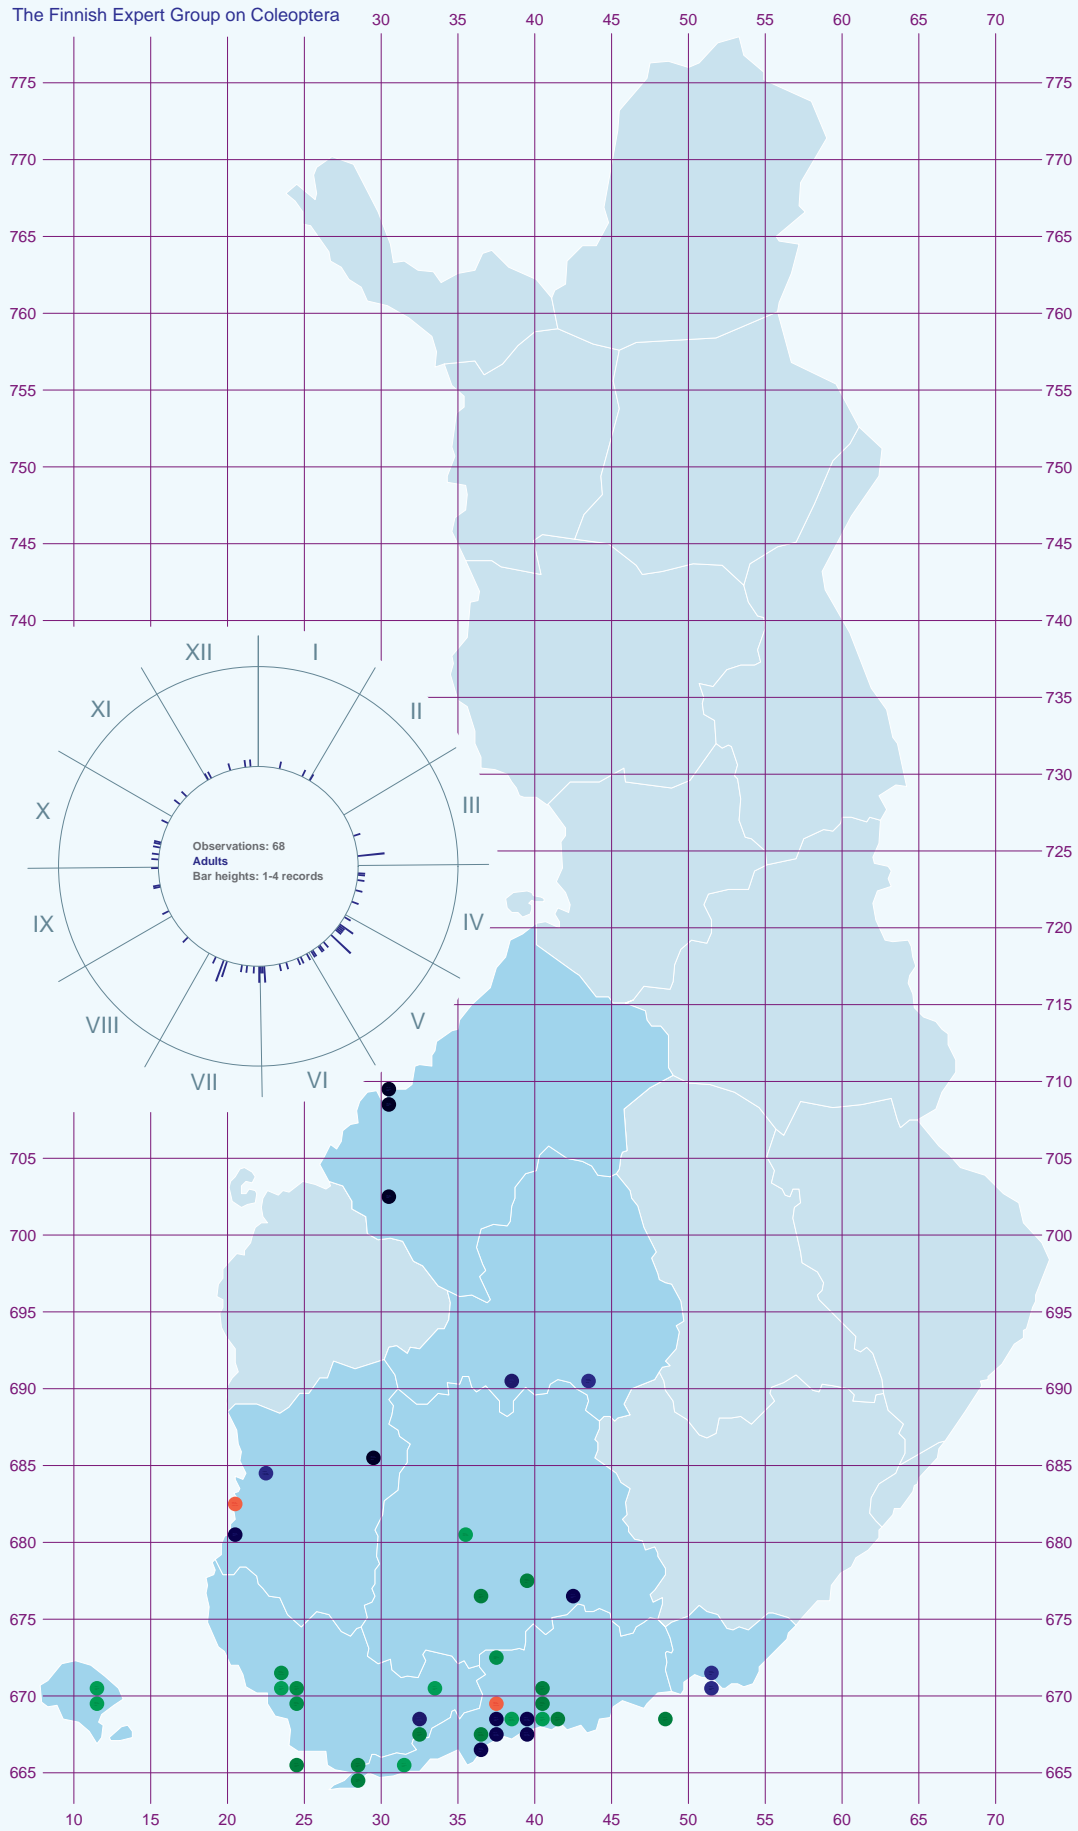 The Finnish Expert Group on Coleoptera
30 40 50 60 70
35 45 55 65
775 775
770 770
765 765
760 760
755 755
750 750
745 745
740 740
XII I
735
XI II
730
X III
Observations: 68
Adults
Bar heights: 1-4 records
725
IX IV
720
715
VIII V
VII VI
710
705 705
700 700
695 695
690 690
685 685
680 680
675 675
670 670
665 665
10 15 20 25 30 35 40 45 50 55 60 65 70